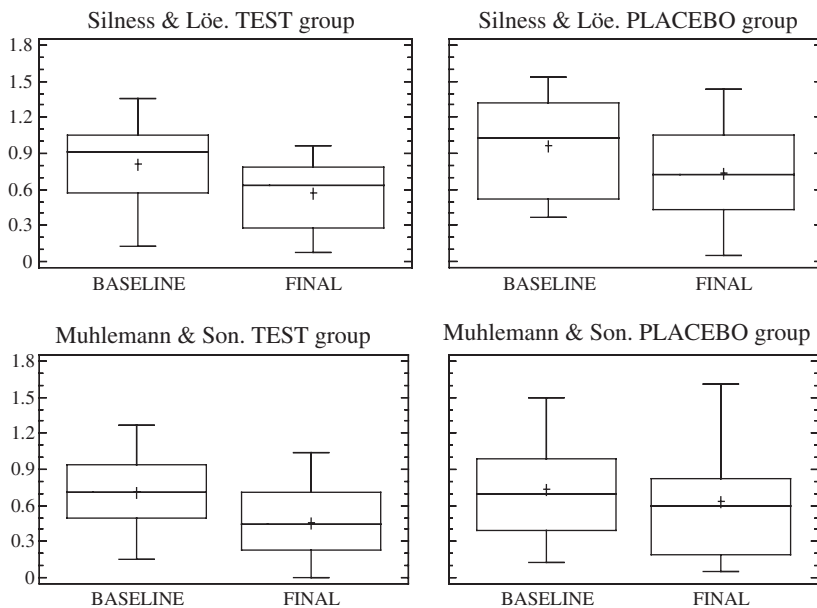 Silness & Löe. TEST group
1.8
1.5
1.2
0.9
0.6
0.3
0
BASELINE FINAL
Silness & Löe. PLACEBO group
BASELINE FINAL
Muhlemann & Son. TEST group
1.8
1.5
1.2
0.9
0.6
0.3
0
BASELINE FINAL
Muhlemann & Son. PLACEBO group
BASELINE FINAL